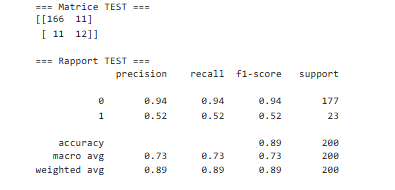 === Matrice TEST ===
[[166 11]
[ 11 12]]
=== Rapport TEST ===
precision recall f1-score support
0 0.94 0.94 0.94 177
1 0.52 0.52 0.52 23
accuracy 0.89 200
macro avg 0.73 0.73 0.73 200
weighted avg 0.89 0.89 0.89 200